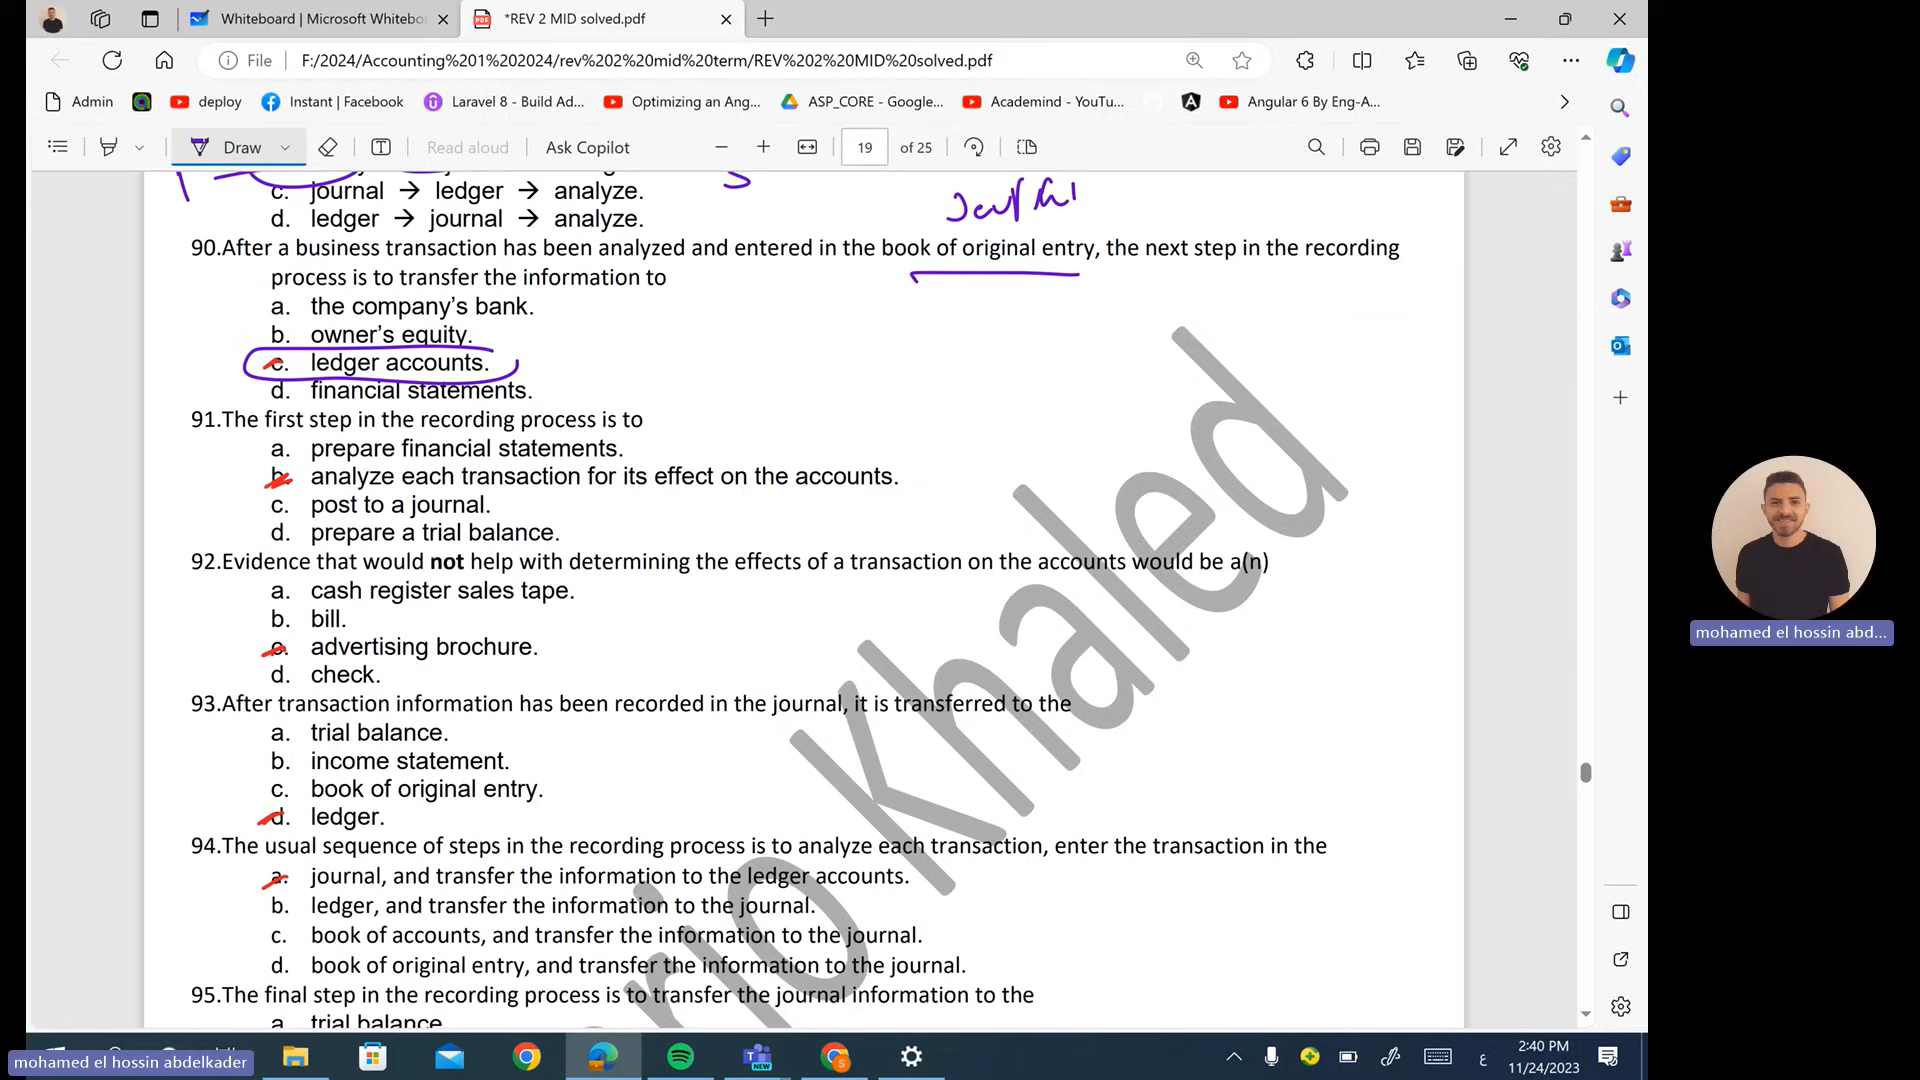 Whiteboard | Microsoft Whitebo
*REV 2 MID solved.pdf
File
F:/2024/Accounting%201%202024/rev%202%20mid%20term/REV%202%20MID%20solved.pdf
Admin
deploy
Instant | Facebook
Laravel 8 - Build Ad...
Optimizing an Ang...
ASP_CORE - Google...
Academind - YouTu...
Angular 6 By Eng-A...
Draw
Read aloud
Ask Copilot
19
of 25
c. journal → ledger → analyze.
d. ledger → journal → analyze.
90.After a business transaction has been analyzed and entered in the book of original entry, the next step in the recording
process is to transfer the information to
a. the company’s bank.
b. owner’s equity.
c. ledger accounts.
d. financial statements.
91.The first step in the recording process is to
a. prepare financial statements.
b. analyze each transaction for its effect on the accounts.
c. post to a journal.
d. prepare a trial balance.
92.Evidence that would not help with determining the effects of a transaction on the accounts would be a(n)
a. cash register sales tape.
b. bill.
c. advertising brochure.
d. check.
93.After transaction information has been recorded in the journal, it is transferred to the
a. trial balance.
b. income statement.
c. book of original entry.
d. ledger.
94.The usual sequence of steps in the recording process is to analyze each transaction, enter the transaction in the
a. journal, and transfer the information to the ledger accounts.
b. ledger, and transfer the information to the journal.
c. book of accounts, and transfer the information to the journal.
d. book of original entry, and transfer the information to the journal.
95.The final step in the recording process is to transfer the journal information to the
a. trial balance
Khaled
mohamed el hossin abd...
mohamed el hossin abdelkader
NEW
ع
2:40 PM
11/24/2023